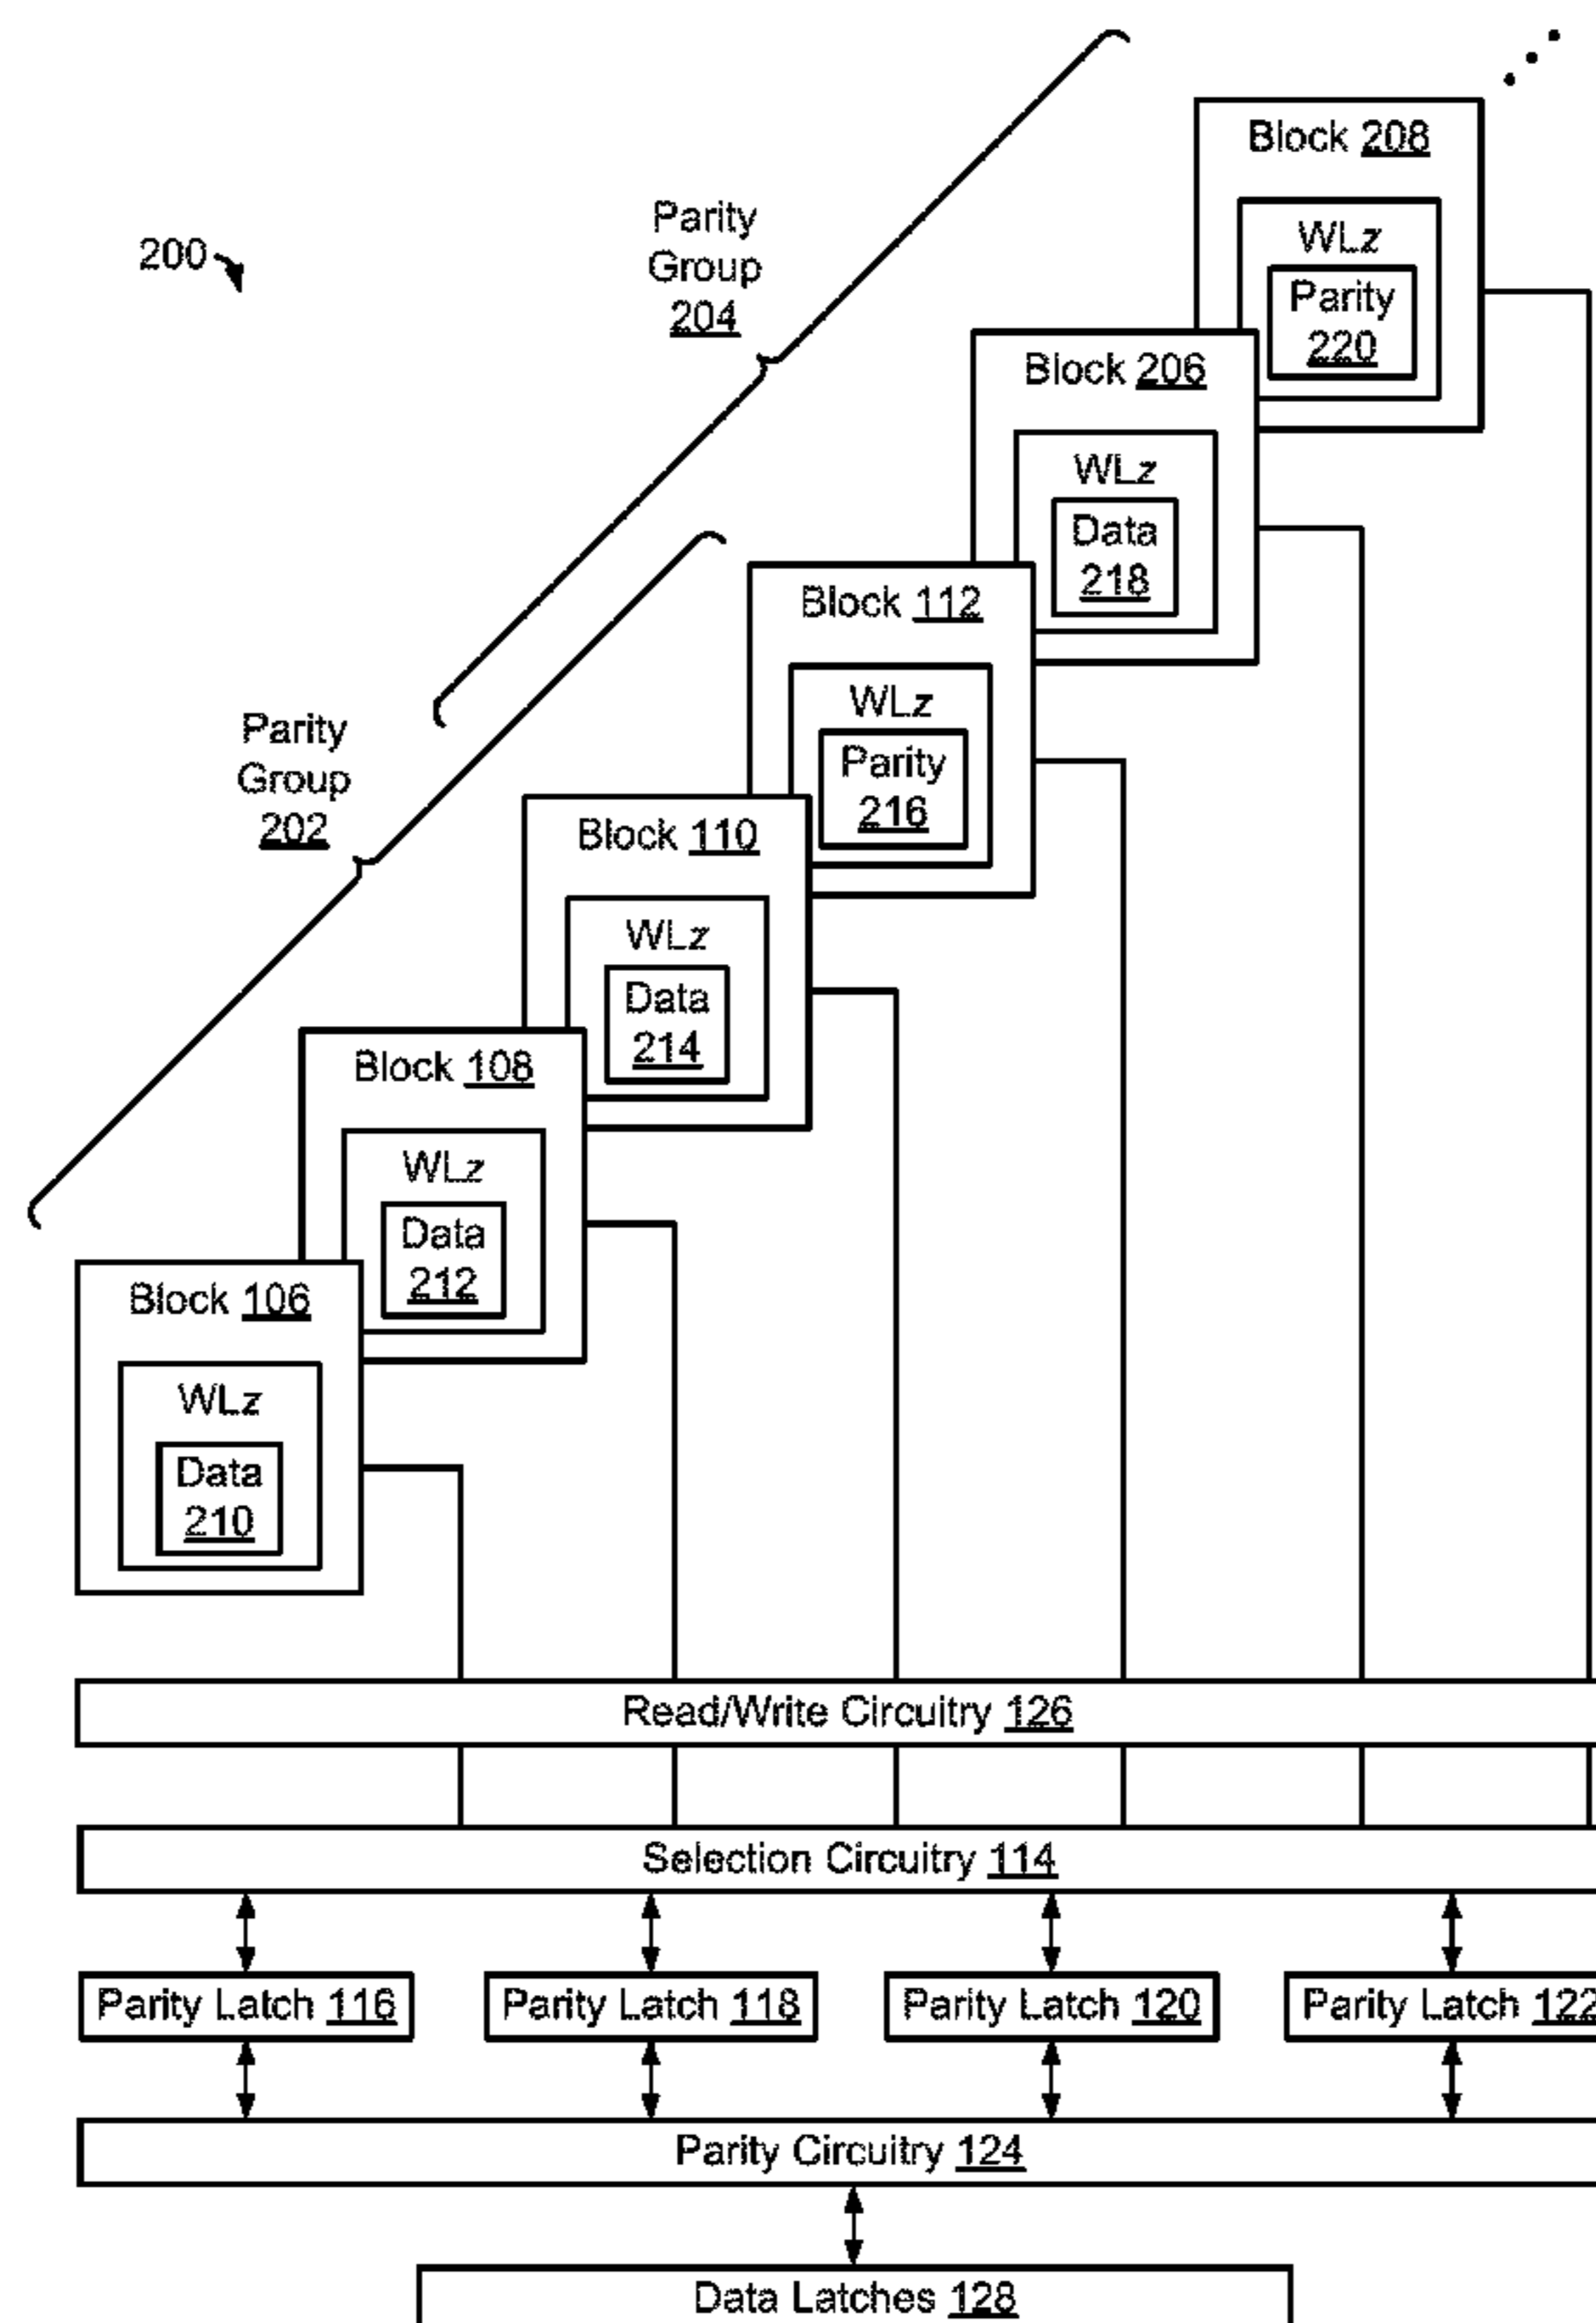 Block 208
WLz
Parity
220
Parity
Group
204
200
Block 206
WLz
Data
218
Block 112
WLz
Parity
216
Parity
Group
202
Block 110
WLz
Data
214
Block 108
WLz
Data
212
Block 106
WLz
Data
210
Read/Write Circuitry 126
Selection Circuitry 114
Parity Latch 116
Parity Latch 118
Parity Latch 120
Parity Latch 122
Parity Circuitry 124
Data Latches 128